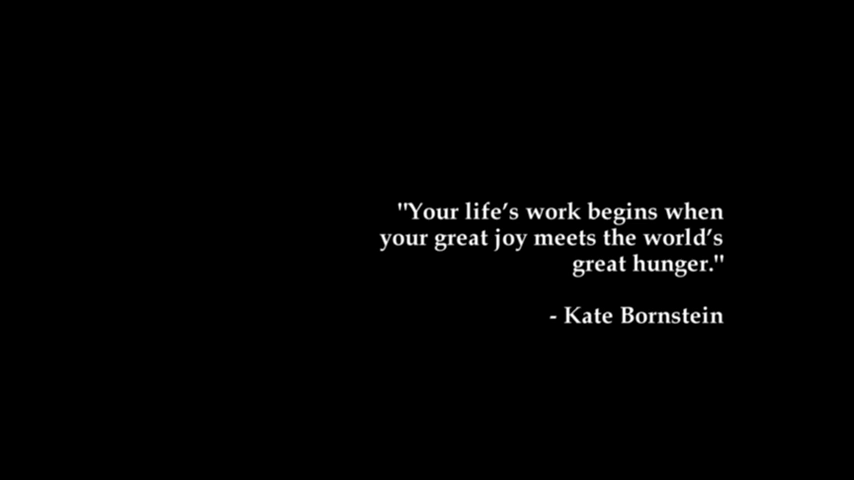 "Your life’s work begins when
your great joy meets the world’s
great hunger."
- Kate Bornstein